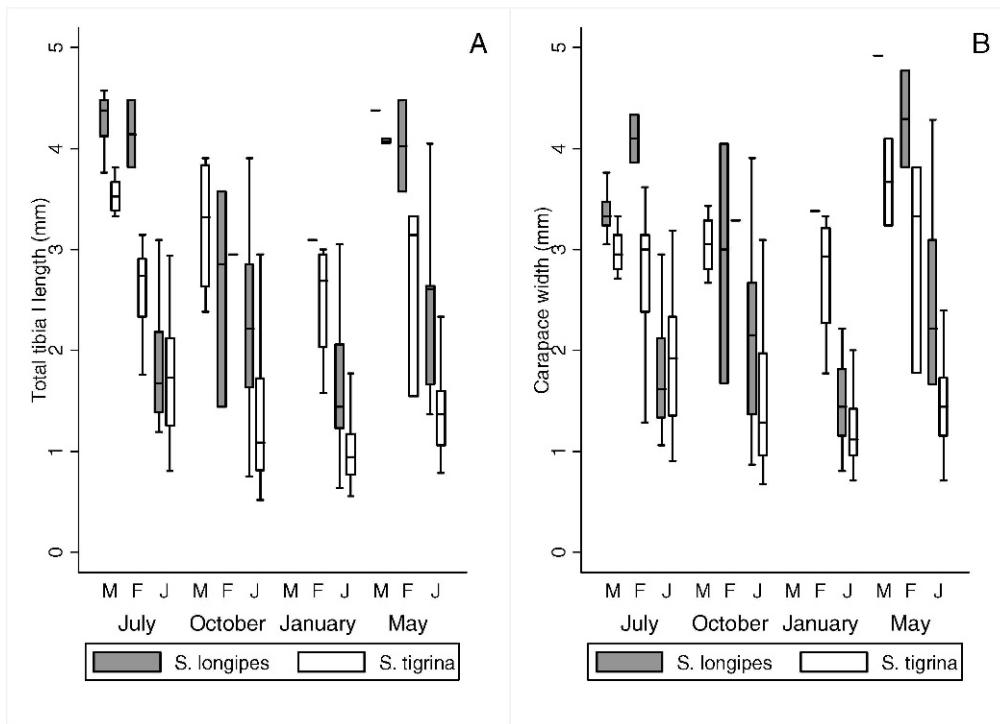 A
Total tibia I length (mm)
5
4
3
2
1
0
M F J M F J M F J M F J
July October January May
S. longipes S. tigrina
B
Carapace width (mm)
5
4
3
2
1
0
M F J M F J M F J M F J
July October January May
S. longipes S. tigrina